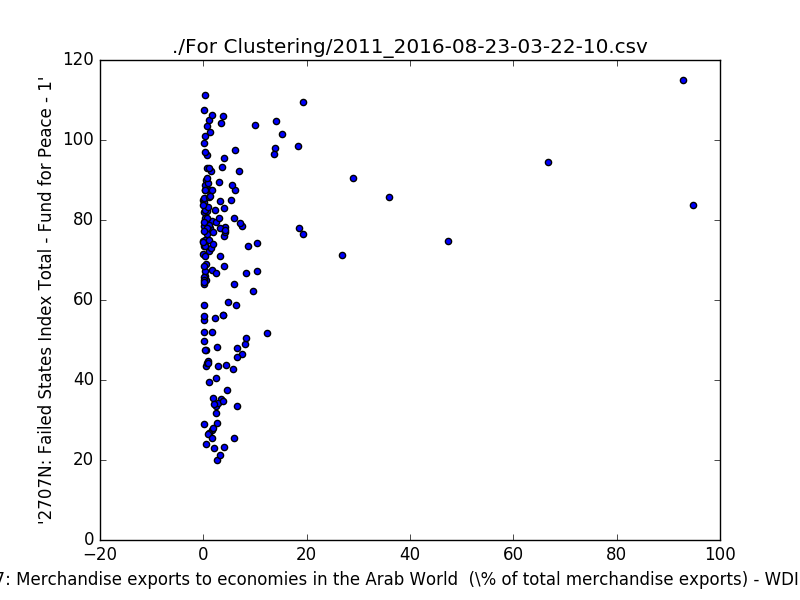 ./For Clustering/2011_2016-08-23-03-22-10.csv
'2707N: Failed States Index Total - Fund for Peace - 1'
120
100
80
60
40
20
0
−20 0 20 40 60 80 100
7: Merchandise exports to economies in the Arab World (\% of total merchandise exports) - WDI